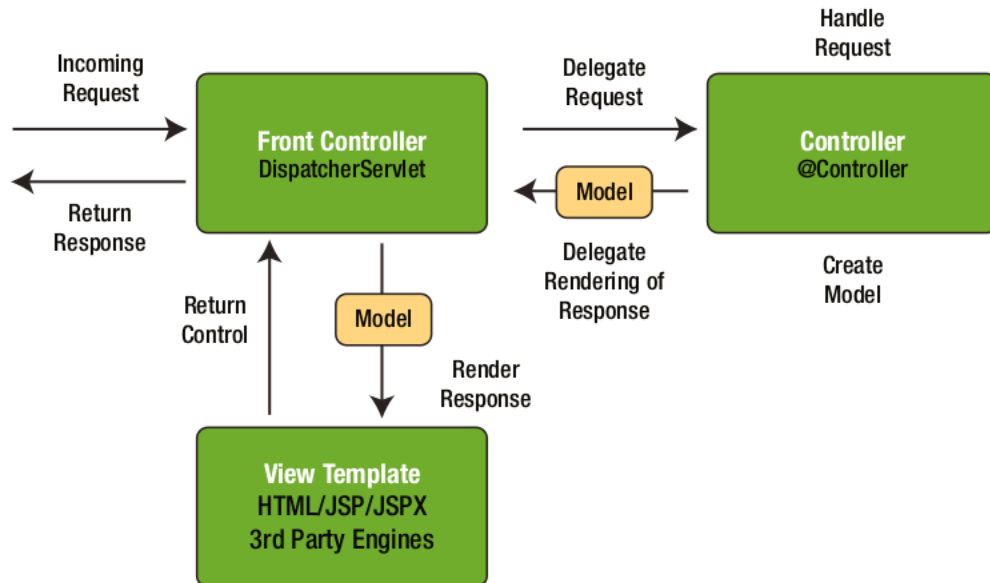 Incoming
Request
Front Controller
DispatcherServlet
Return
Response
Delegate
Request
Model
Delegate
Rendering of
Response
Handle
Request
Controller
@Controller
Create
Model
Return
Control
Model
Render
Response
View Template
HTML/JSP/JSPX
3rd Party Engines